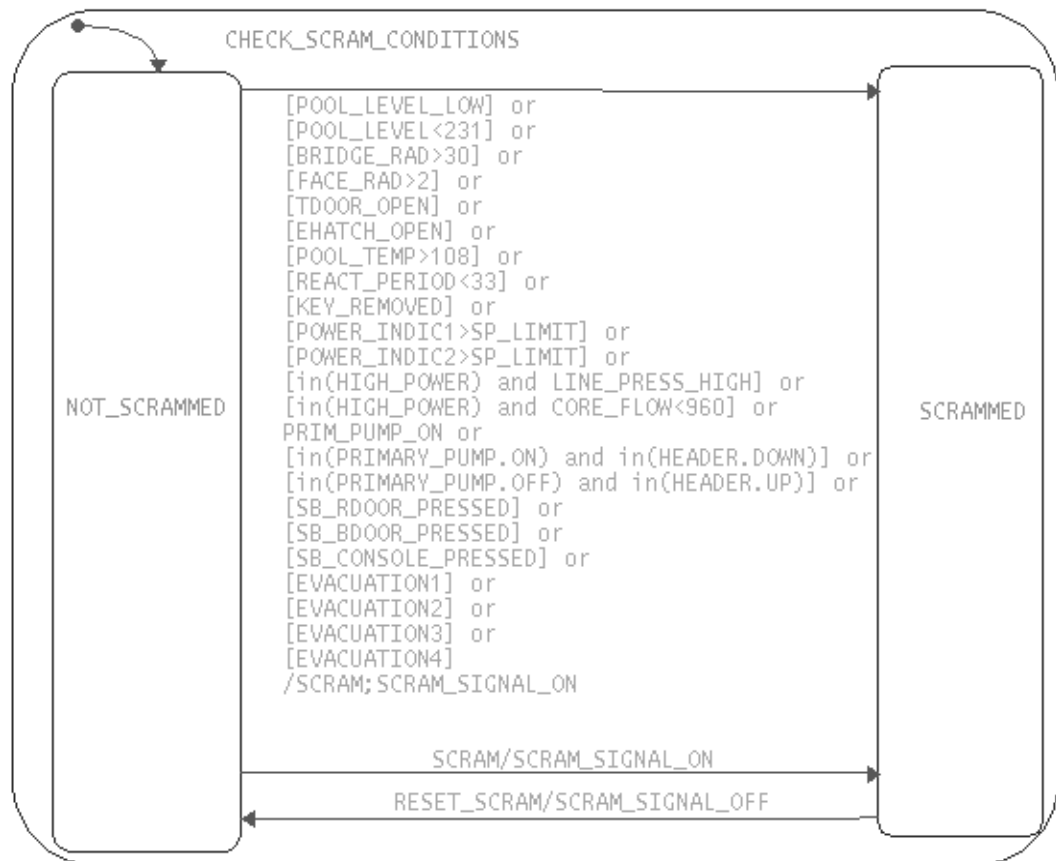 CHECK_SCRAM_CONDITIONS
[POOL_LEVEL_LOW] or
[POOL_LEVEL<231] or
[BRIDGE_RAD>30] or
[FACE_RAD>2] or
[TDOOR_OPEN] or
[EHATCH_OPEN] or
[POOL_TEMP>108] or
[REACT_PERIOD<33] or
[KEY_REMOVED] or
[POWER_INDIC1>SP_LIMIT] or
[POWER_INDIC2>SP_LIMIT] or
[in(HIGH_POWER) and LINE_PRESS_HIGH] or
[in(HIGH_POWER) and CORE_FLOW<960] or
PRIM_PUMP_ON or
[in(PRIMARY_PUMP.ON) and in(HEADER.DOWN)] or
[in(PRIMARY_PUMP.OFF) and in(HEADER.UP)] or
[SB_RDOOR_PRESSED] or
[SB_BDOOR_PRESSED] or
[SB_CONSOLE_PRESSED] or
[EVACUATION1] or
[EVACUATION2] or
[EVACUATION3] or
[EVACUATION4]
/SCRAM;SCRAM_SIGNAL_ON
NOT_SCRAMMED
SCRAMMED
SCRAM/SCRAM_SIGNAL_ON
RESET_SCRAM/SCRAM_SIGNAL_OFF